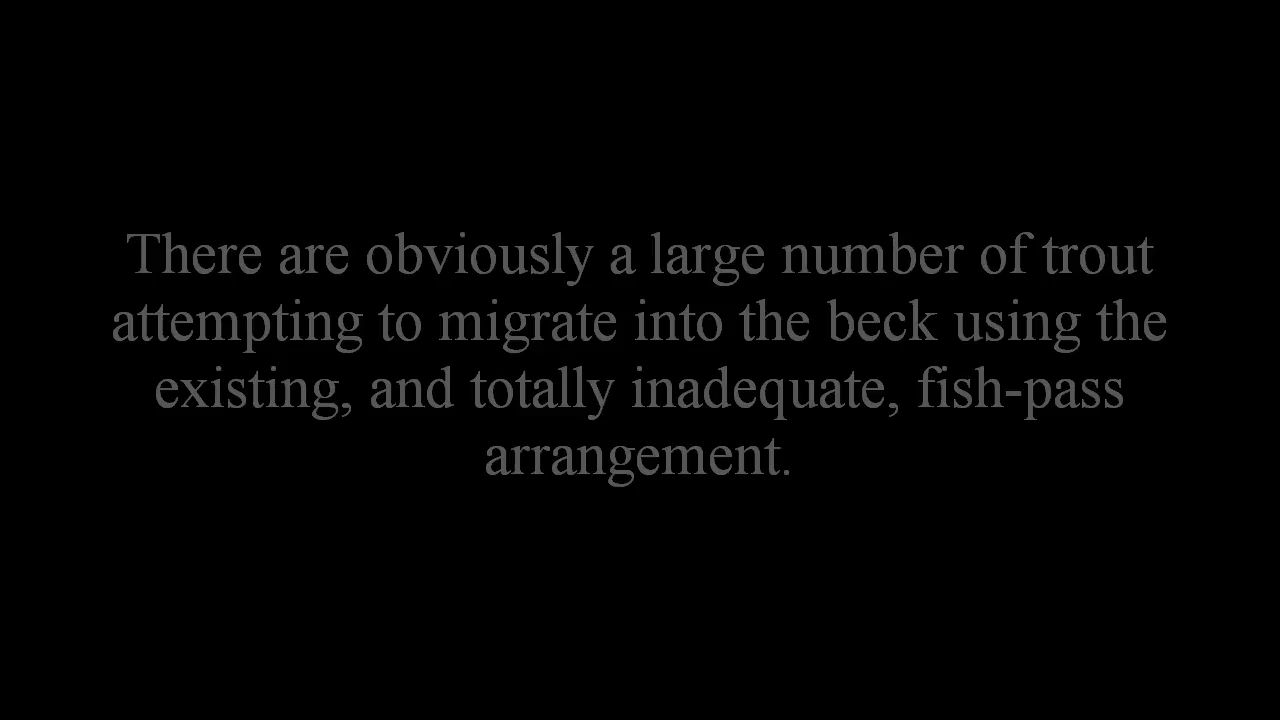 There are obviously a large number of trout
attempting to migrate into the beck using the
existing, and totally inadequate, fish-pass
arrangement.